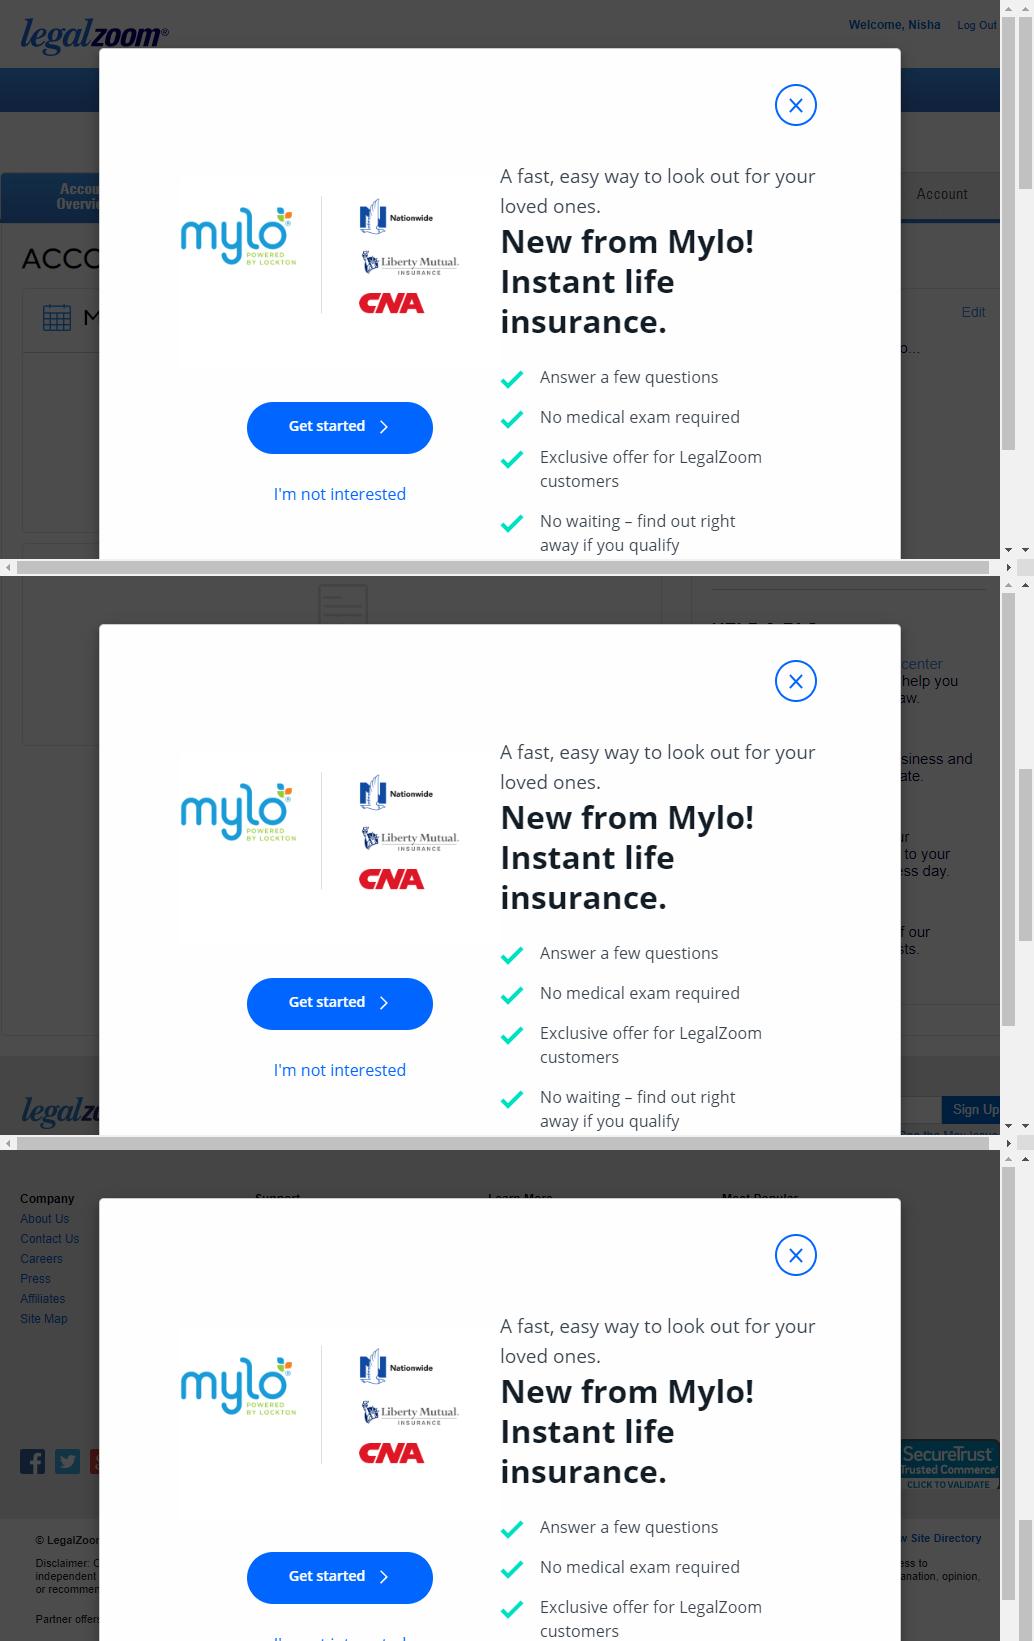 legalzoom®
Welcome, Nisha
Log Out
Account
ACCO
M
Edit
A fast, easy way to look out for your
loved ones.
New from Mylo!
Instant life
insurance.
mylo
POWERED
BY LOCKTON
Nationwide
Liberty Mutual.
INSURANCE
CNA
Answer a few questions
No medical exam required
Exclusive offer for LegalZoom
customers
No waiting – find out right
away if you qualify
Get started
I'm not interested
center
help you
aw.
siness and
ate.
to your
ess day.
f our
sts.
A fast, easy way to look out for your
loved ones.
New from Mylo!
Instant life
insurance.
mylo
POWERED
BY LOCKTON
Nationwide
Liberty Mutual.
INSURANCE
CNA
Answer a few questions
No medical exam required
Exclusive offer for LegalZoom
customers
No waiting – find out right
away if you qualify
Get started
I'm not interested
legalzo
Sign Up
Company
About Us
Contact Us
Careers
Press
Affiliates
Site Map
Support
Learn More
Most Popular
A fast, easy way to look out for your
loved ones.
New from Mylo!
Instant life
insurance.
mylo
POWERED
BY LOCKTON
Nationwide
Liberty Mutual.
INSURANCE
CNA
Answer a few questions
No medical exam required
Exclusive offer for LegalZoom
customers
Get started
I'm not interested
SecureTrust
Trusted Commerce
CLICK TO VALIDATE
© LegalZoo
w Site Directory
Disclaimer: C
ess to
independent
anation, opinion,
or recommen
Partner offers